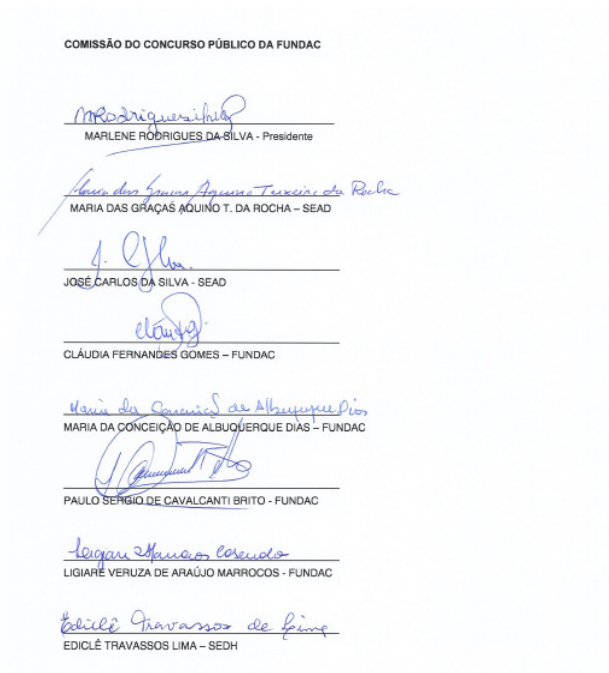 COMISSÃO DO CONCURSO PÚBLICO DA FUNDAC
MRodriguesilva
MARLENE RODRIGUES DA SILVA - Presidente
Maria das Graças Aquino Teixeira da Rocha
MARIA DAS GRAÇAS AQUINO T. DA ROCHA – SEAD
J.
JOSÉ CARLOS DA SILVA - SEAD
CLÁUDIA FERNANDES GOMES – FUNDAC
Maria da Conceição de Albuquerque Dias
MARIA DA CONCEIÇÃO DE ALBUQUERQUE DIAS – FUNDAC
PAULO SERGIO DE CAVALCANTI BRITO - FUNDAC
LIGIARE VERUZA DE ARAÚJO MARROCOS - FUNDAC
Ediclê Travassos de Lima
EDICLÊ TRAVASSOS LIMA – SEDH